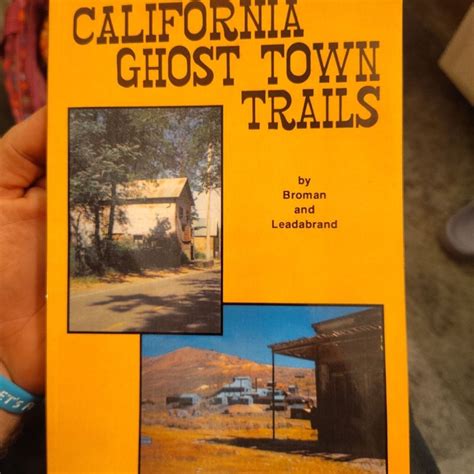 CALIFORNIA
GHOST TOWN
TRAILS
by
Broman
and
Leadabrand